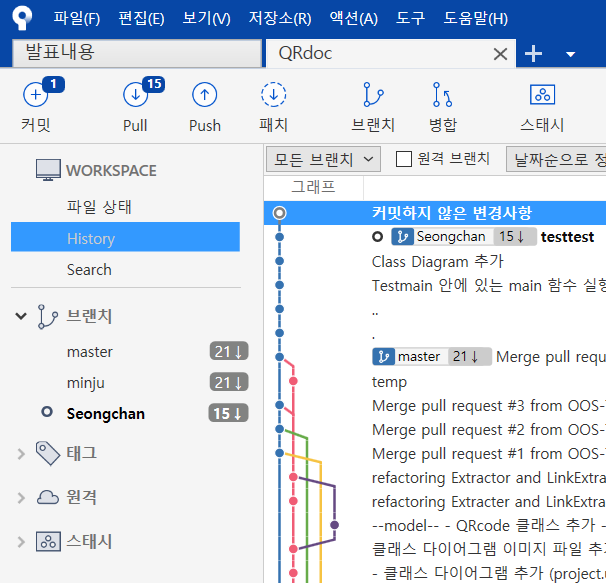 파일(F) 편집(E) 보기(V) 저장소(R) 액션(A) 도구 도움말(H)
발표내용 QRdoc
1 15
커밋 Pull Push 패치 브랜치 병합 스태시
WORKSPACE
파일 상태
History
Search
브랜치
master 21↓
minju 21↓
Seongchan 15↓
태그
원격
스태시
모든 브랜치 원격 브랜치 날짜순으로 정
그래프
커밋하지 않은 변경사항
Seongchan 15↓ testtest
Class Diagram 추가
Testmain 안에 있는 main 함수 실행
..
.
master 21↓ Merge pull requ
temp
Merge pull request #3 from OOS-
Merge pull request #2 from OOS-
Merge pull request #1 from OOS-
refactoring Extractor and LinkExtra
refactoring Extracter and LinkExtra
--model-- - QRcode 클래스 추가 -
클래스 다이어그램 이미지 파일 추가
- 클래스 다이어그램 추가 (project.u